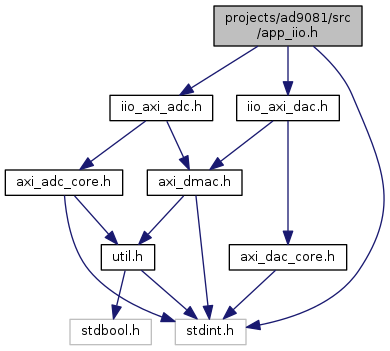 projects/ad9081/src
/app_iio.h
iio_axi_adc.h
iio_axi_dac.h
axi_adc_core.h
axi_dmac.h
util.h
axi_dac_core.h
stdbool.h
stdint.h